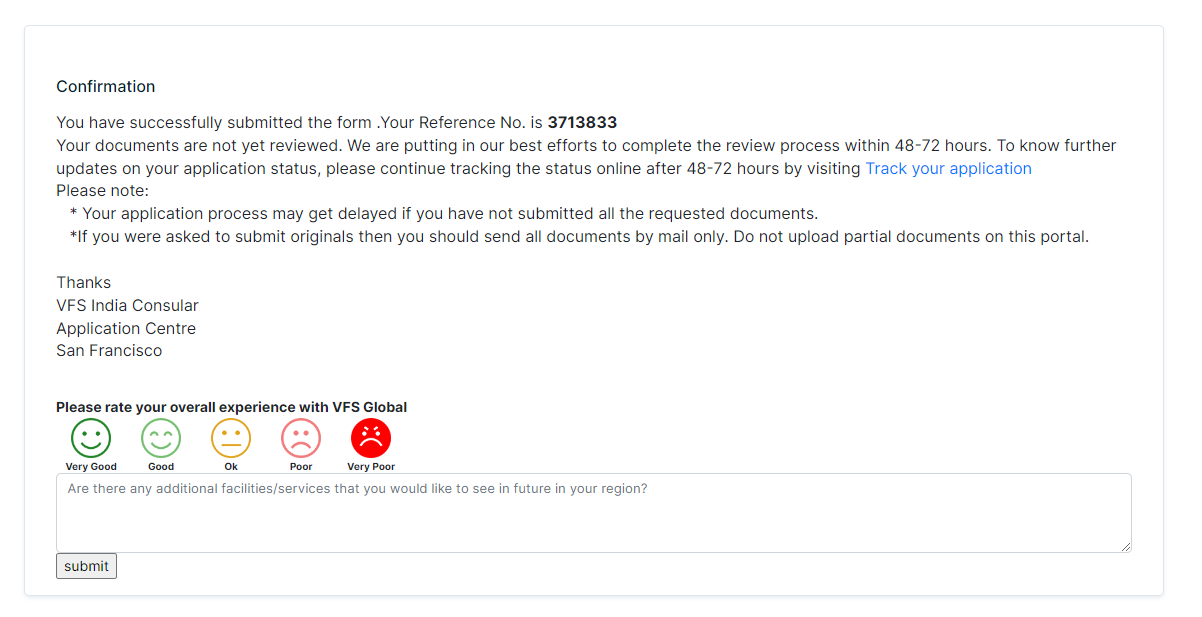 Confirmation
You have successfully submitted the form .Your Reference No. is 3713833
Your documents are not yet reviewed. We are putting in our best efforts to complete the review process within 48-72 hours. To know further
updates on your application status, please continue tracking the status online after 48-72 hours by visiting Track your application
Please note:
* Your application process may get delayed if you have not submitted all the requested documents.
*If you were asked to submit originals then you should send all documents by mail only. Do not upload partial documents on this portal.
Thanks
VFS India Consular
Application Centre
San Francisco
Please rate your overall experience with VFS Global
Very Good Good Ok Poor Very Poor
Are there any additional facilities/services that you would like to see in future in your region?
submit